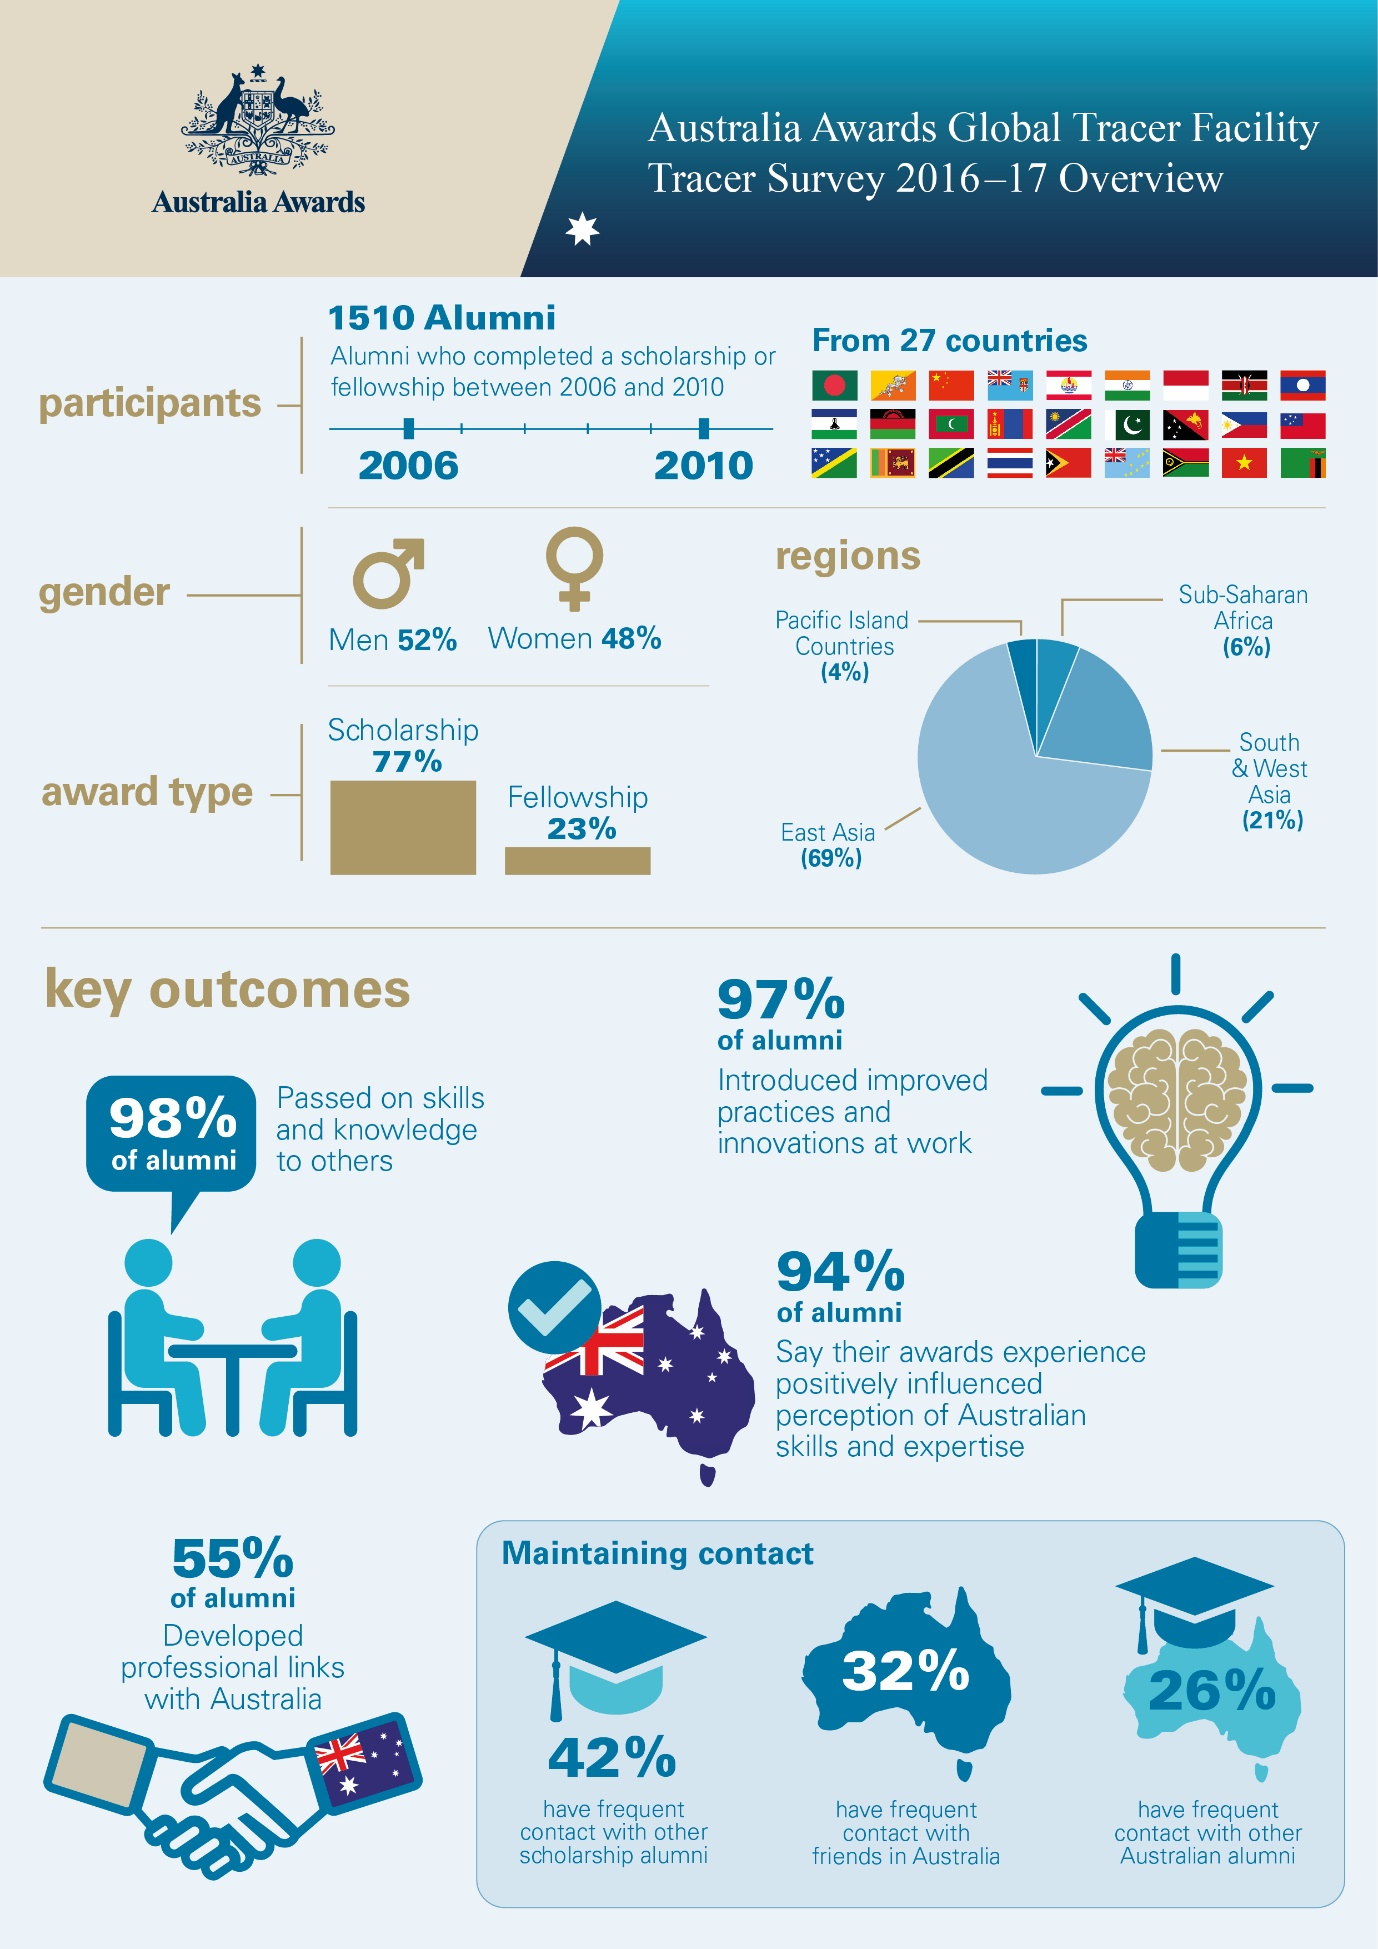 AUSTRALIA
Australia Awards
Australia Awards Global Tracer Facility
Tracer Survey 2016–17 Overview
participants
1510 Alumni
Alumni who completed a scholarship or
fellowship between 2006 and 2010
2006
2010
From 27 countries
gender
Men 52%
Women 48%
award type
Scholarship
77%
Fellowship
23%
regions
Pacific Island
Countries
(4%)
Sub-Saharan
Africa
(6%)
South
& West
Asia
(21%)
East Asia
(69%)
key outcomes
98%
of alumni
Passed on skills
and knowledge
to others
97%
of alumni
Introduced improved
practices and
innovations at work
94%
of alumni
Say their awards experience
positively influenced
perception of Australian
skills and expertise
55%
of alumni
Developed
professional links
with Australia
Maintaining contact
42%
have frequent
contact with other
scholarship alumni
32%
have frequent
contact with
friends in Australia
26%
have frequent
contact with other
Australian alumni